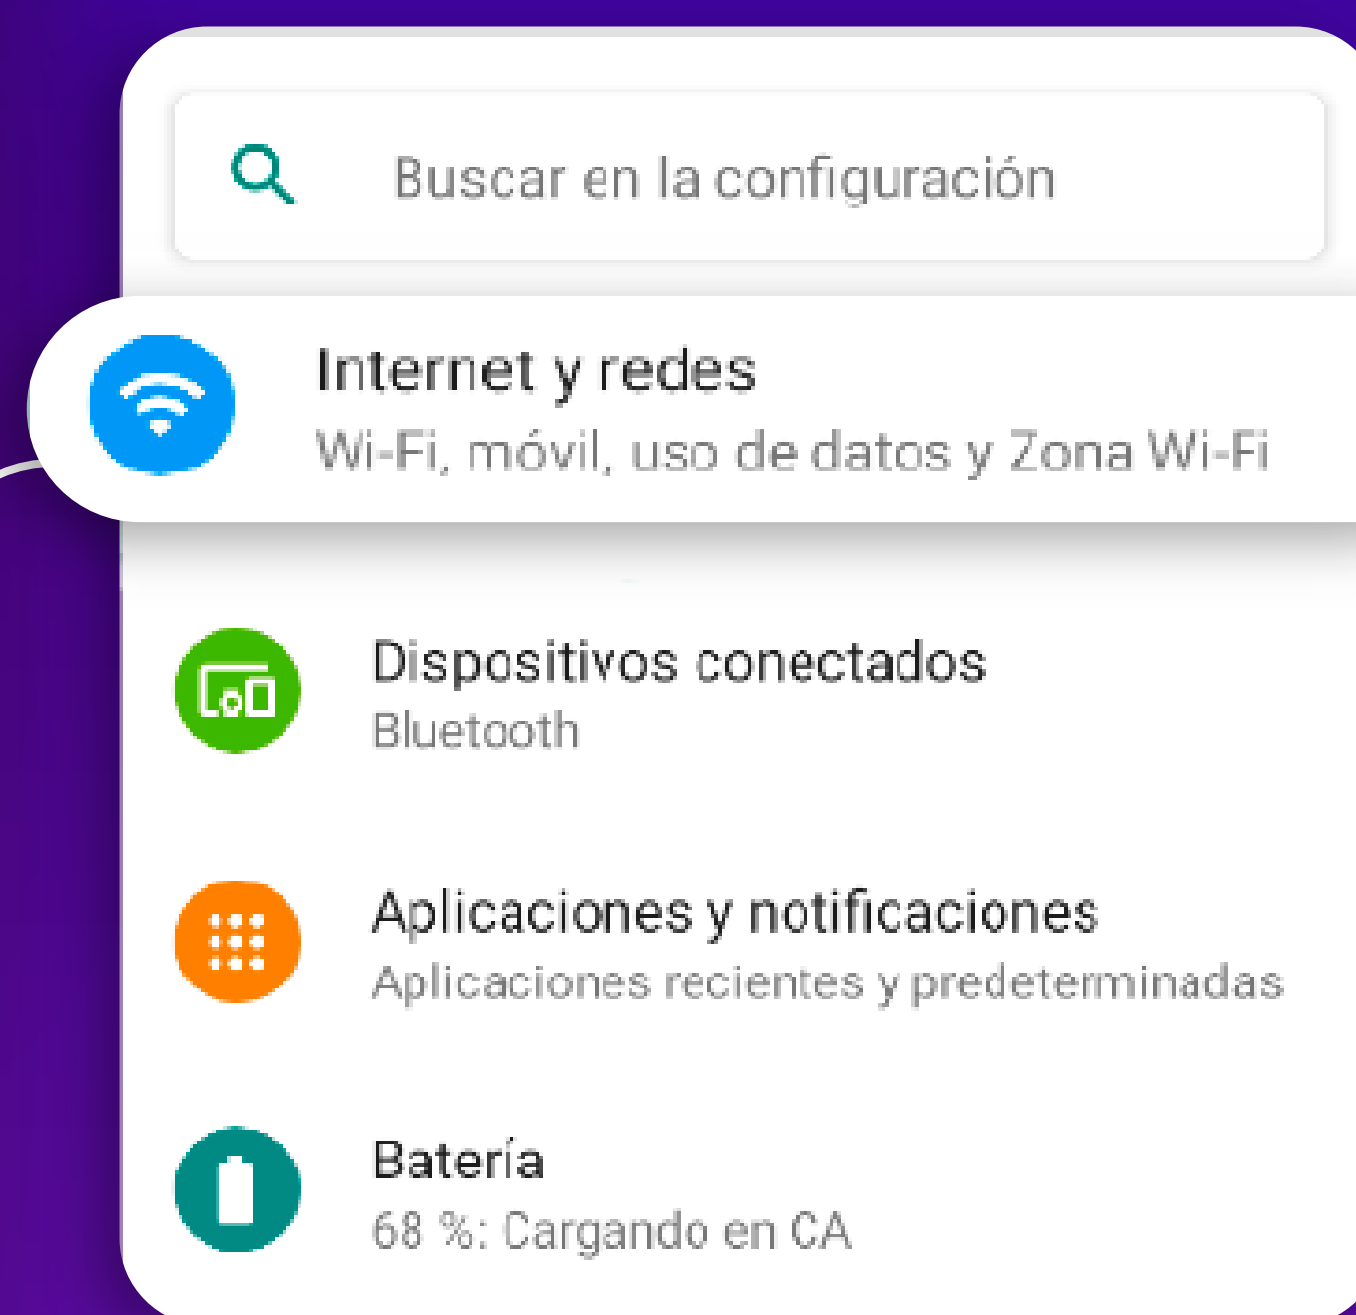 Buscar en la configuración
Internet y redes
Wi-Fi, móvil, uso de datos y Zona Wi-Fi
Dispositivos conectados
Bluetooth
Aplicaciones y notificaciones
Aplicaciones recientes y predeterminadas
Batería
68 %: Cargando en CA